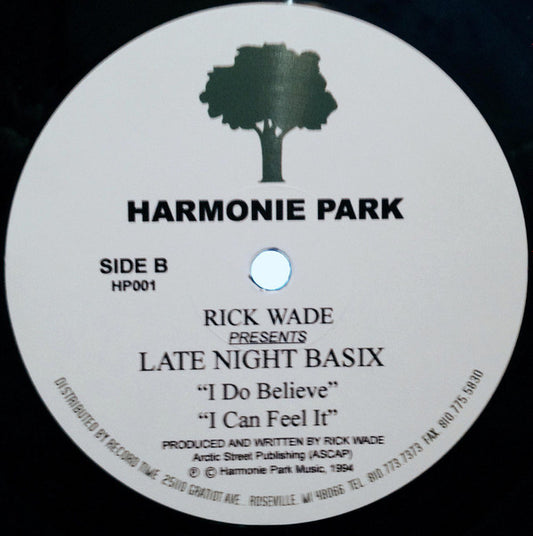 HARMONIE PARK
SIDE B
HP001
RICK WADE
PRESENTS
LATE NIGHT BASIX
“I Do Believe”
“I Can Feel It”
PRODUCED AND WRITTEN BY RICK WADE
Arctic Street Publishing (ASCAP)
℗ © Harmonie Park Music, 1994
DISTRIBUTED BY RECORD TIME 25110 GRATIOT AVE. ROSEVILLE, MI 48066 TEL. 810.773.7373 FAX. 810.775.5830